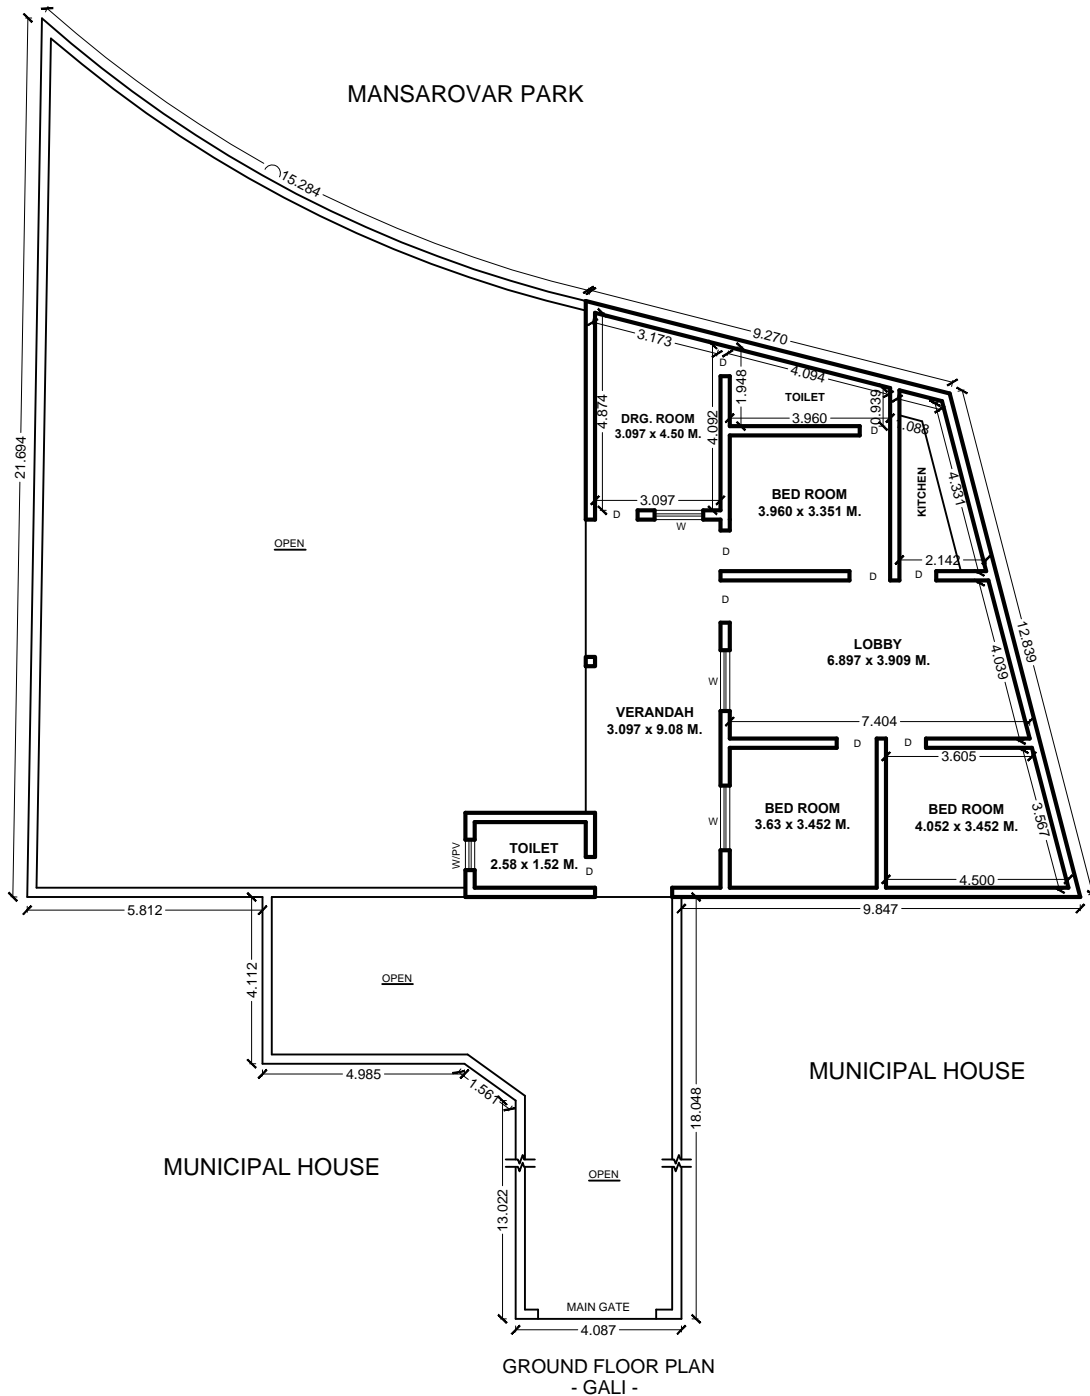 MANSAROVAR PARK
15.284
9.270
3.173
4.094
D
TOILET
1.948
0.939
3.960
D
4.874
4.092
DRG. ROOM
3.097 x 4.50 M.
21.694
BED ROOM
3.960 x 3.351 M.
KITCHEN
4.331
3.097
D
W
OPEN
D
2.142
D
D
D
12.839
LOBBY
6.897 x 3.909 M.
4.039
W
VERANDAH
3.097 x 9.08 M.
7.404
D
D
3.605
BED ROOM
3.63 x 3.452 M.
BED ROOM
4.052 x 3.452 M.
3.567
W
W/PV
TOILET
2.58 x 1.52 M.
D
4.500
5.812
9.847
4.112
OPEN
4.985
1.561
MUNICIPAL HOUSE
18.048
MUNICIPAL HOUSE
OPEN
13.022
MAIN GATE
4.087
GROUND FLOOR PLAN
- GALI -